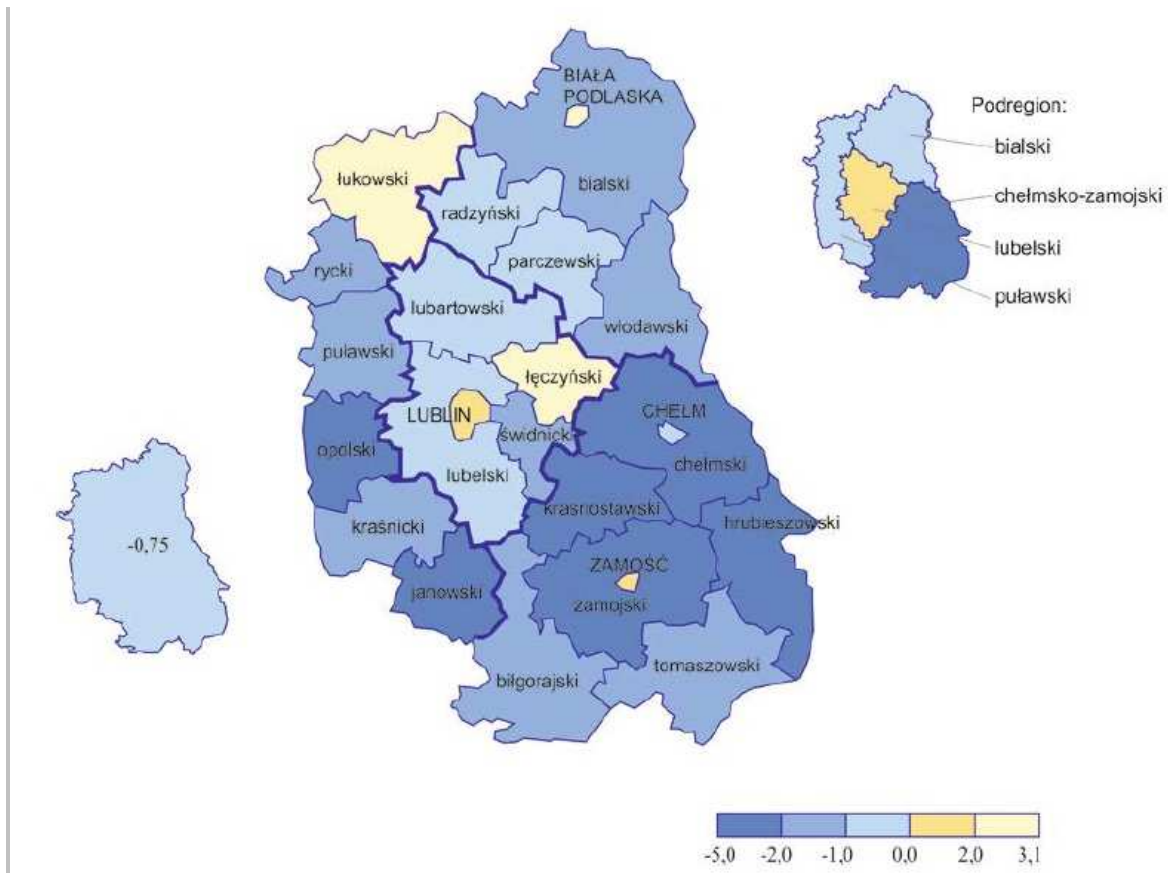 BIAŁA
PODLASKA
łukowski
bialski
radzyński
rycki
parczewski
lubartowski
włodawski
puławski
łęczyński
LUBLIN
CHEŁM
świdnicki
opolski
chełmski
lubelski
krasnostawski
kraśnicki
hrubieszowski
ZAMOŚĆ
janowski
zamojski
tomaszowski
biłgorajski
-0,75
Podregion:
bialski
chełmsko-zamojski
lubelski
puławski
-5,0 -2,0 -1,0 0,0 2,0 3,1